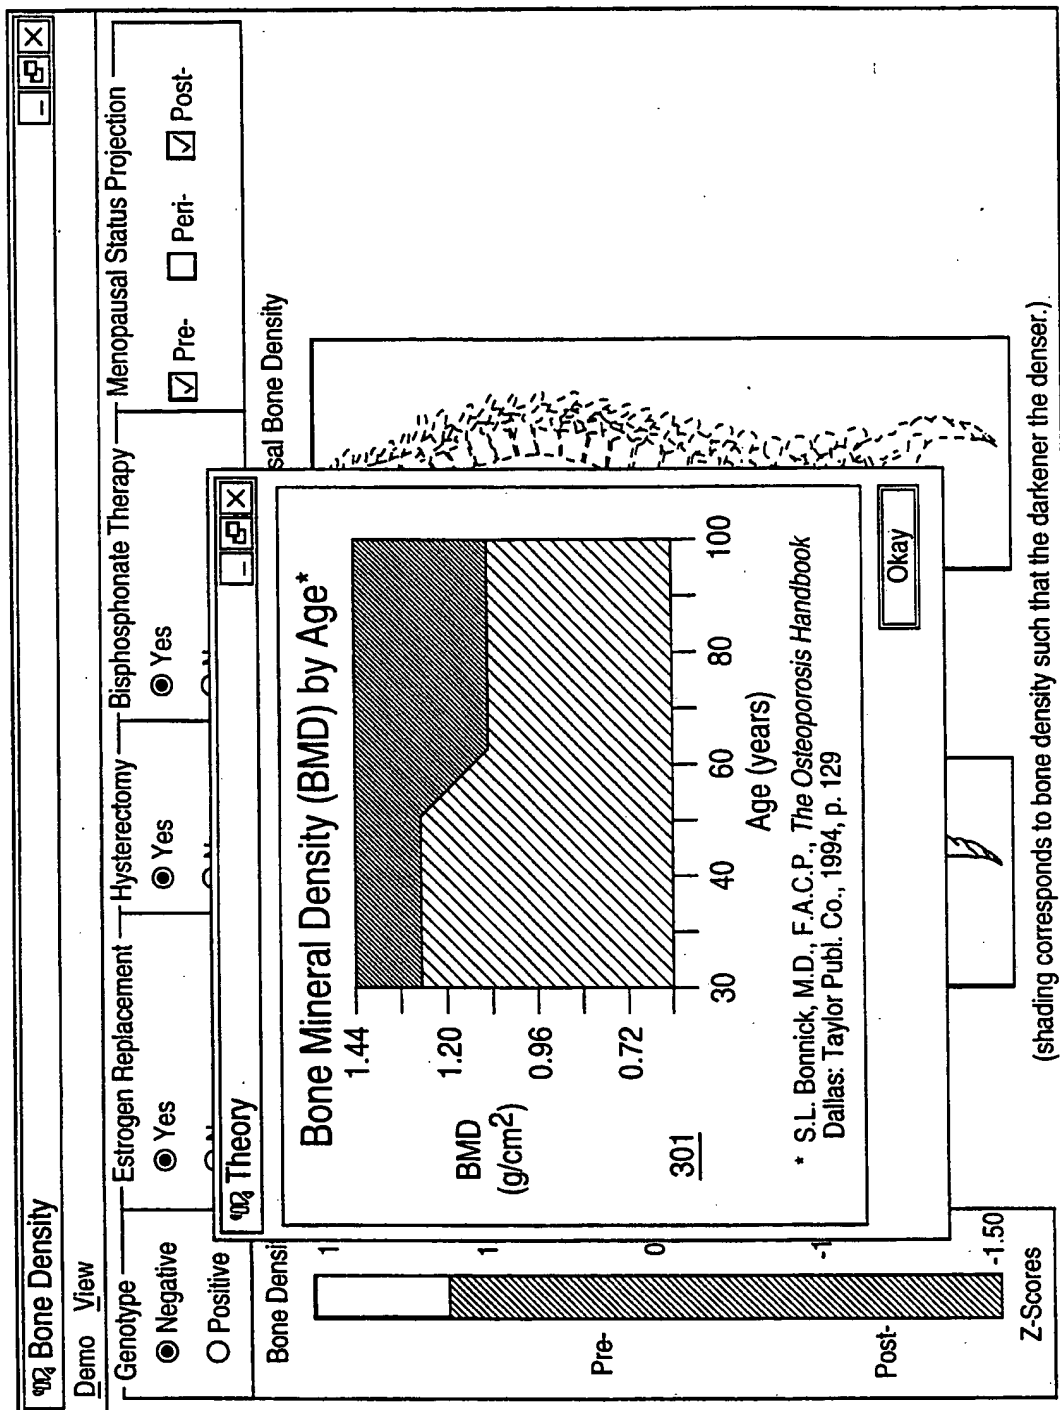 Bone Density
Demo View
Genotype
Negative
Positive
Estrogen Replacement
Yes
Hysterectomy
Yes
Bisphosphonate Therapy
Yes
Menopausal Status Projection
Pre-
Peri-
Post-
Bone Densi
sal Bone Density
1
1
0
-1
-1.50
Pre-
Post-
Z-Scores
Theory
Bone Mineral Density (BMD) by Age*
1.44
1.20
0.96
0.72
BMD
(g/cm²)
30
40
60
80
100
Age (years)
301
* S.L. Bonnick, M.D., F.A.C.P., The Osteoporosis Handbook
Dallas: Taylor Publ. Co., 1994, p. 129
Okay
(shading corresponds to bone density such that the darkener the denser.)